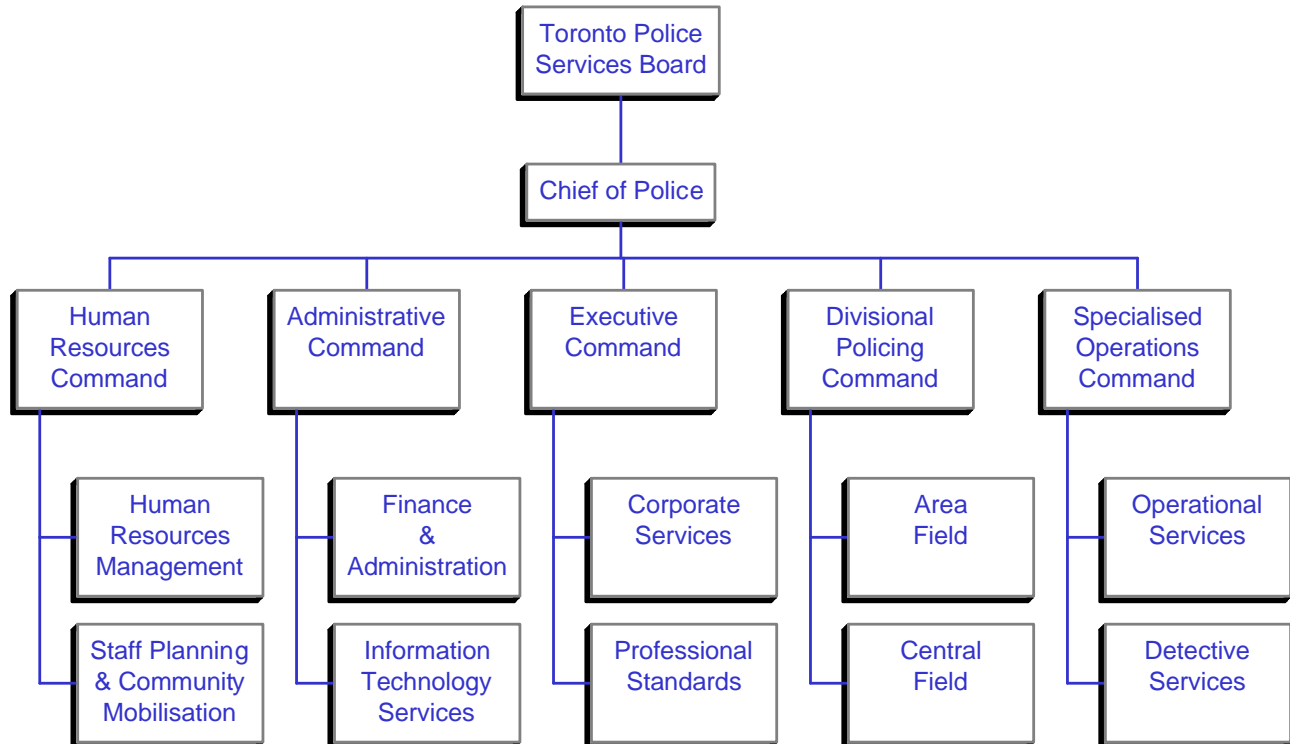 Toronto Police
Services Board
Chief of Police
Human
Resources
Command
Administrative
Command
Executive
Command
Divisional
Policing
Command
Specialised
Operations
Command
Human
Resources
Management
Finance
&
Administration
Corporate
Services
Area
Field
Operational
Services
Staff Planning
& Community
Mobilisation
Information
Technology
Services
Professional
Standards
Central
Field
Detective
Services